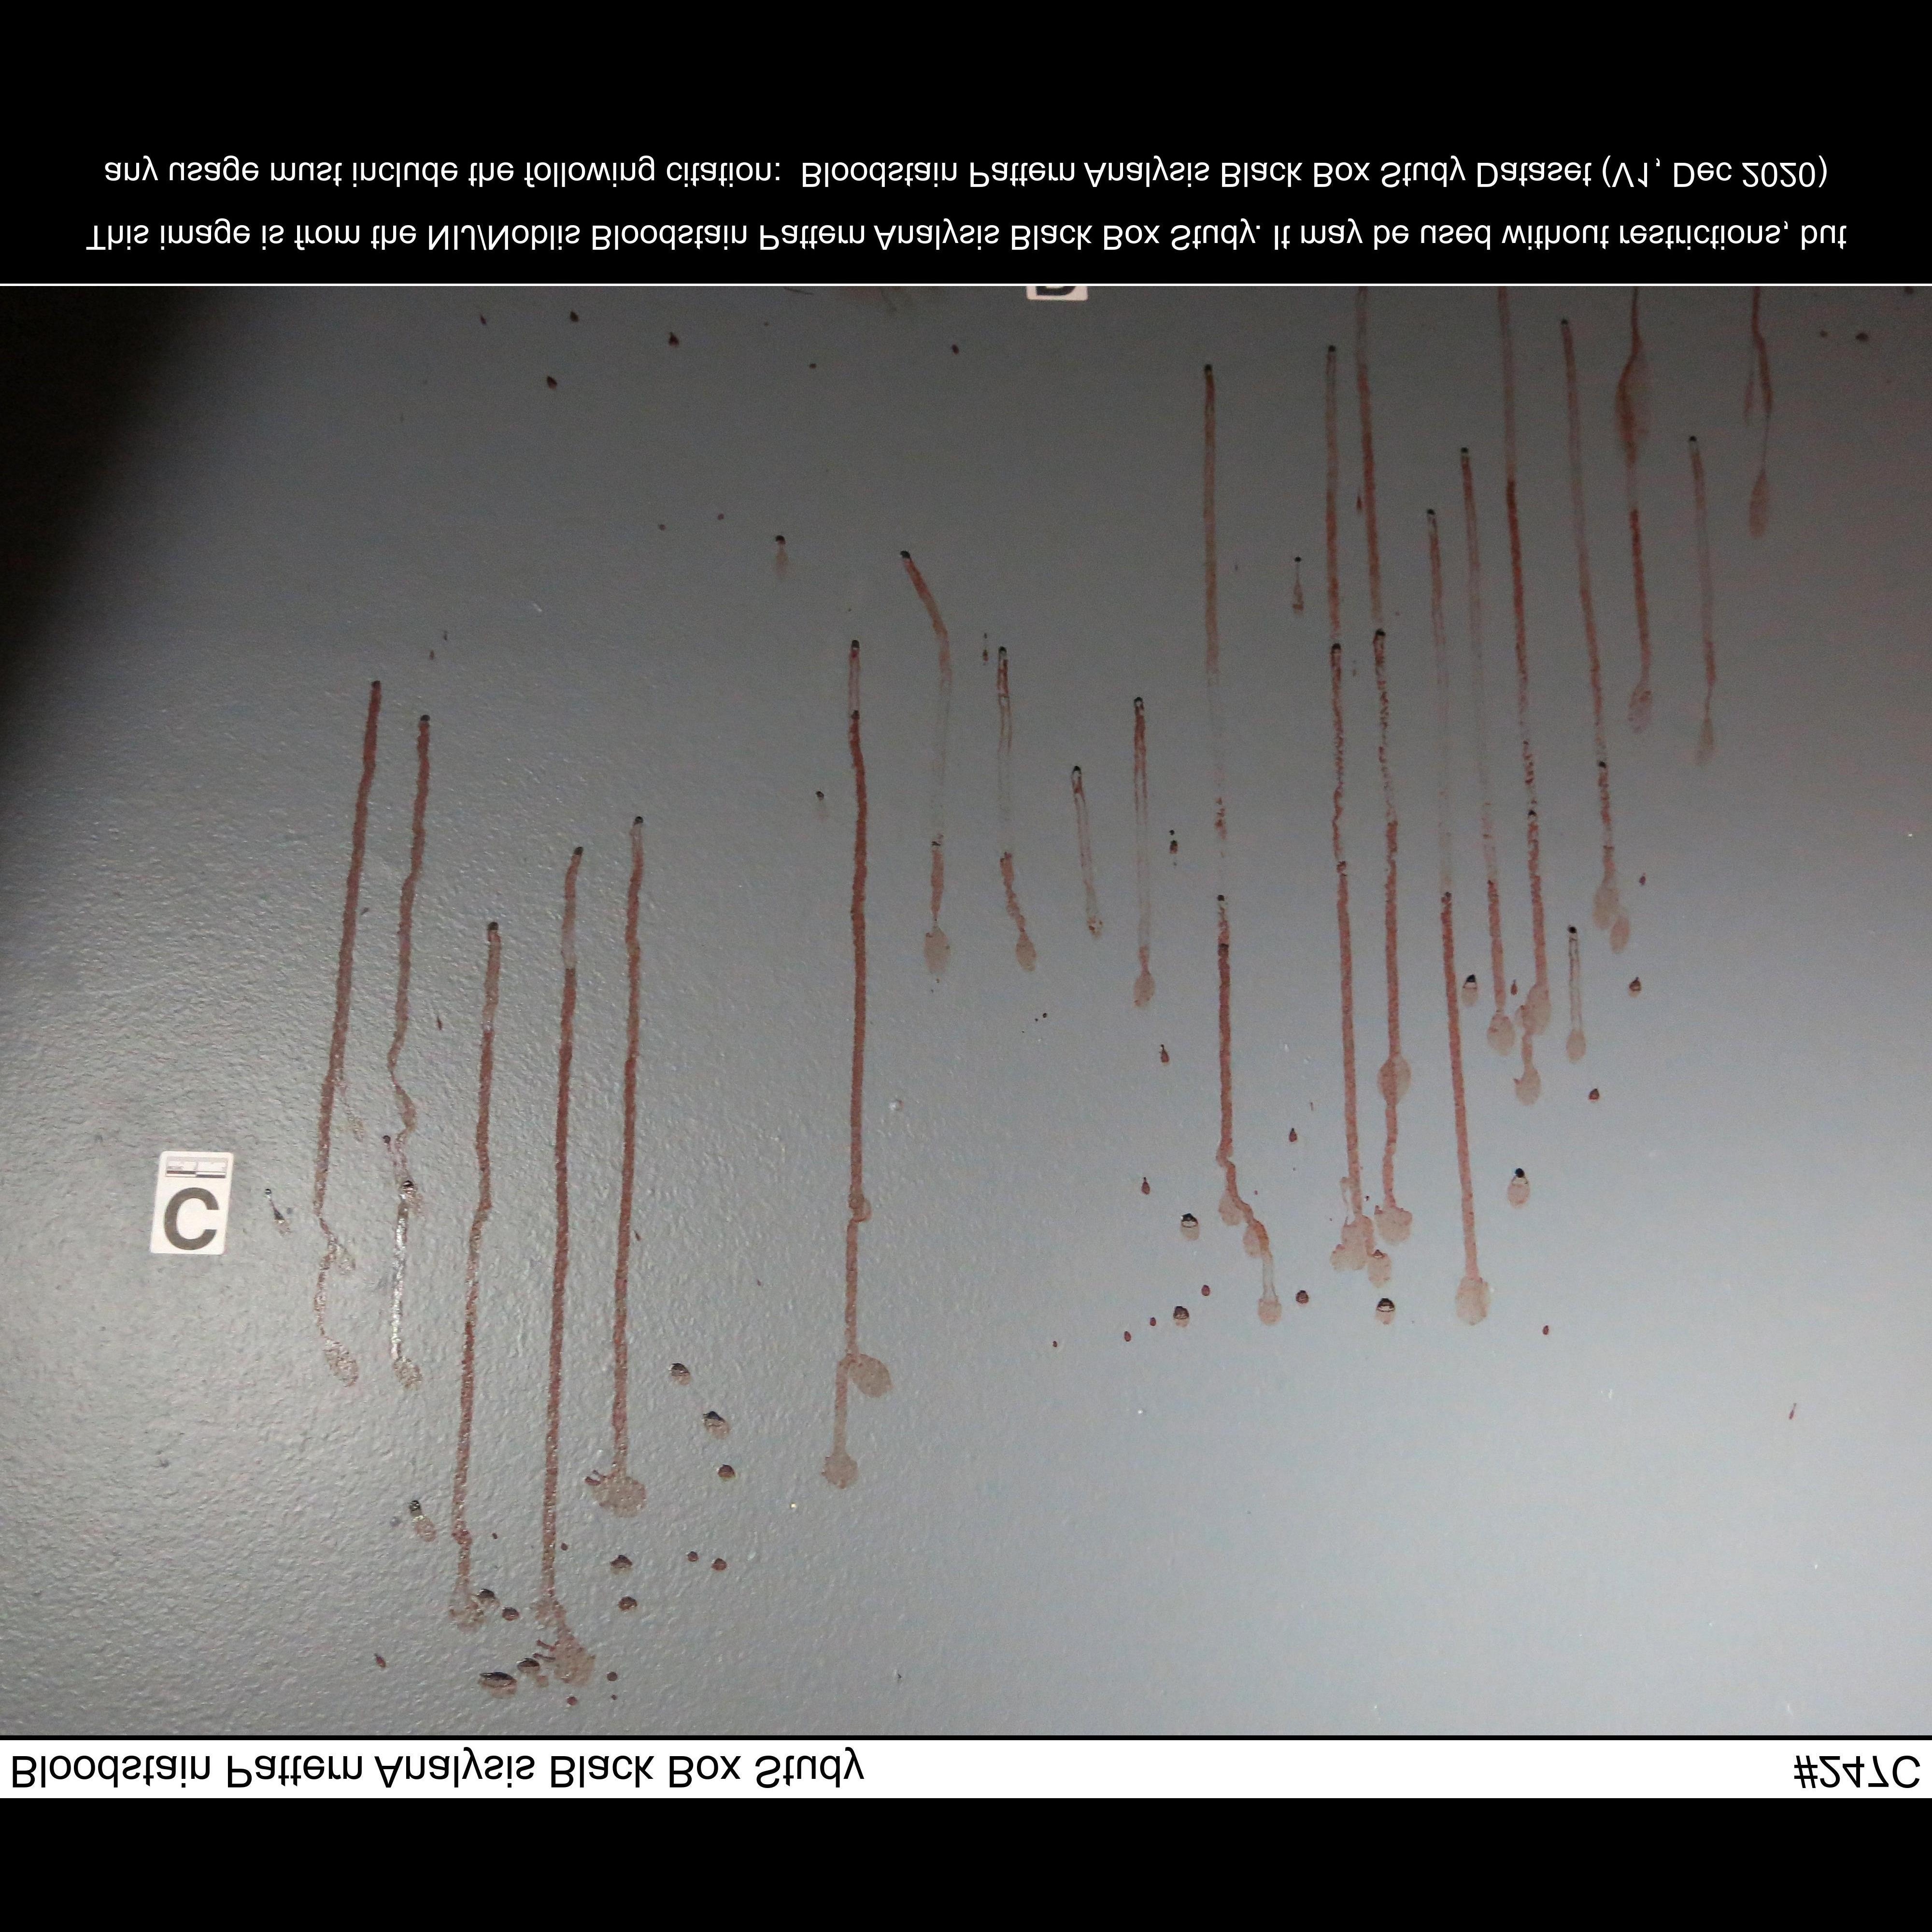 Bloodstain Pattern Analysis Black Box Study #247C
C
This image is from the NIJ/Noblis Bloodstain Pattern Analysis Black Box Study. It may be used without restrictions, but
any usage must include the following citation: Bloodstain Pattern Analysis Black Box Study Dataset (V1, Dec 2020)